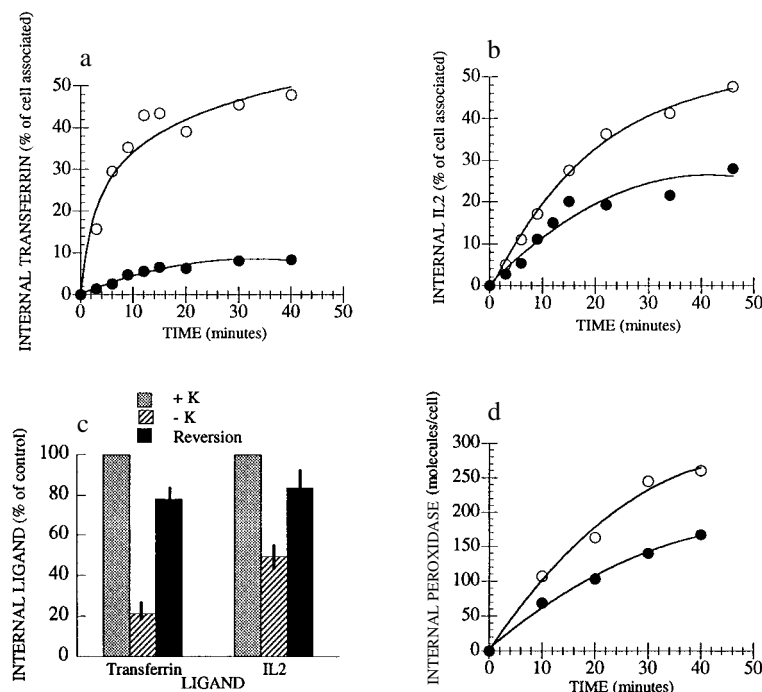 a
INTERNAL TRANSFERRIN (% of cell associated)
50
40
30
20
10
0
0 10 20 30 40 50
TIME (minutes)
b
INTERNAL IL2 (% of cell associated)
50
40
30
20
10
0
0 10 20 30 40 50
TIME (minutes)
c
+ K
- K
Reversion
INTERNAL LIGAND (% of control)
100
80
60
40
20
0
Transferrin IL2
LIGAND
d
INTERNAL PEROXIDASE (molecules/cell)
300
250
200
150
100
50
0
0 10 20 30 40 50
TIME (minutes)